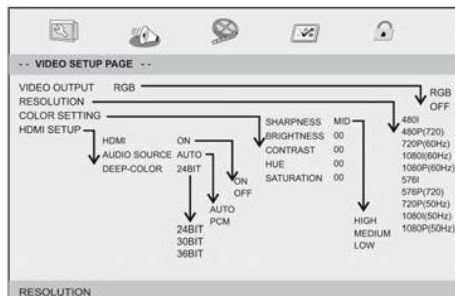 -- VIDEO SETUP PAGE --
VIDEO OUTPUT RGB
RESOLUTION
COLOR SETTING
HDMI SETUP
RGB
OFF
HDMI ON
AUDIO SOURCE AUTO
DEEP-COLOR 24BIT
ON
OFF
AUTO
PCM
24BIT
30BIT
36BIT
SHARPNESS MID
BRIGHTNESS 00
CONTRAST 00
HUE 00
SATURATION 00
HIGH
MEDIUM
LOW
480I
480P(720)
720P(60Hz)
1080I(60Hz)
1080P(60Hz)
576I
576P(720)
720P(50Hz)
1080I(50Hz)
1080P(50Hz)
RESOLUTION